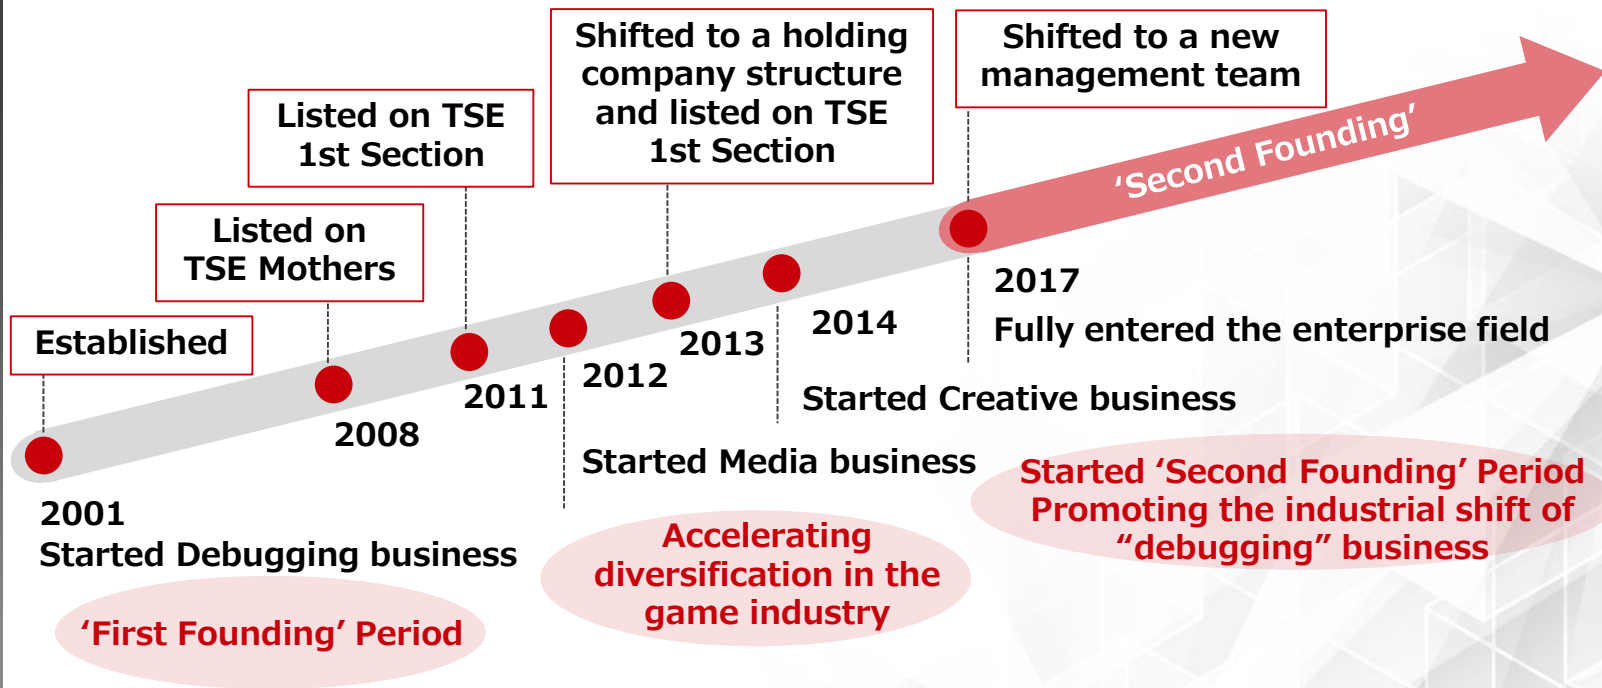 Established
2001
Started Debugging business
‘First Founding’ Period
Listed on
TSE Mothers
2008
Listed on TSE
1st Section
2011
2012
Started Media business
Accelerating
diversification in the
game industry
Shifted to a holding
company structure
and listed on TSE
1st Section
2013
2014
Started Creative business
Shifted to a new
management team
‘Second Founding’
2017
Fully entered the enterprise field
Started ‘Second Founding’ Period
Promoting the industrial shift of
“debugging” business